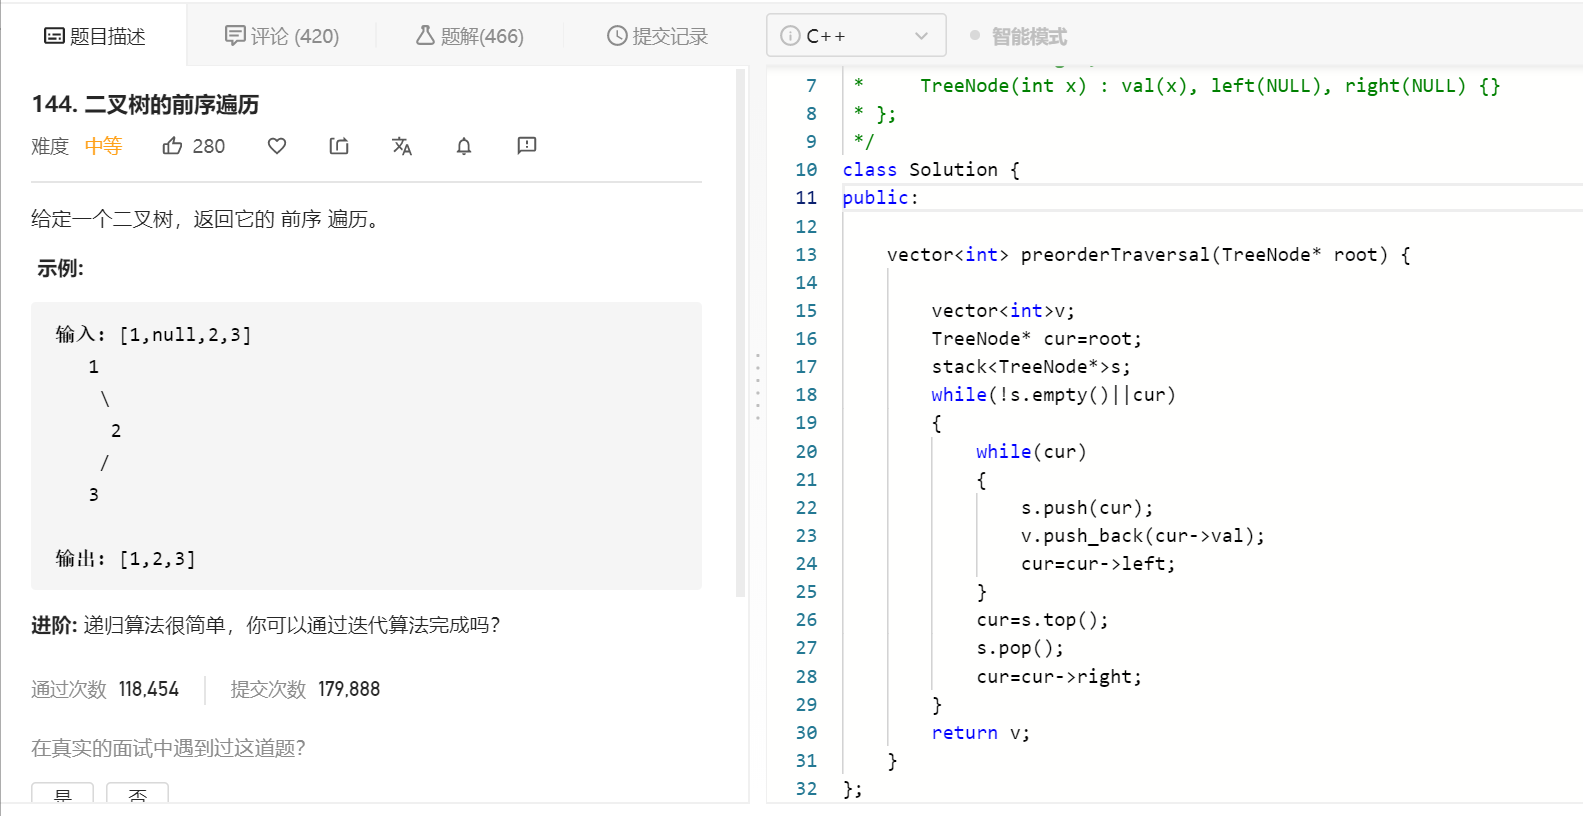 题目描述
评论 (420)
题解(466)
提交记录
144. 二叉树的前序遍历
难度 中等 280
给定一个二叉树，返回它的 前序 遍历。
示例:
输入: [1,null,2,3]
1
\
2
/
3
输出: [1,2,3]
进阶: 递归算法很简单，你可以通过迭代算法完成吗？
通过次数 118,454 提交次数 179,888
在真实的面试中遇到过这道题？
是 否
C++
智能模式
7 *     TreeNode(int x) : val(x), left(NULL), right(NULL) {}
8 * };
9 */
10 class Solution {
11 public:
12
13     vector<int> preorderTraversal(TreeNode* root) {
14
15         vector<int>v;
16         TreeNode* cur=root;
17         stack<TreeNode*>s;
18         while(!s.empty()||cur)
19         {
20             while(cur)
21             {
22                 s.push(cur);
23                 v.push_back(cur->val);
24                 cur=cur->left;
25             }
26             cur=s.top();
27             s.pop();
28             cur=cur->right;
29         }
30         return v;
31     }
32 };